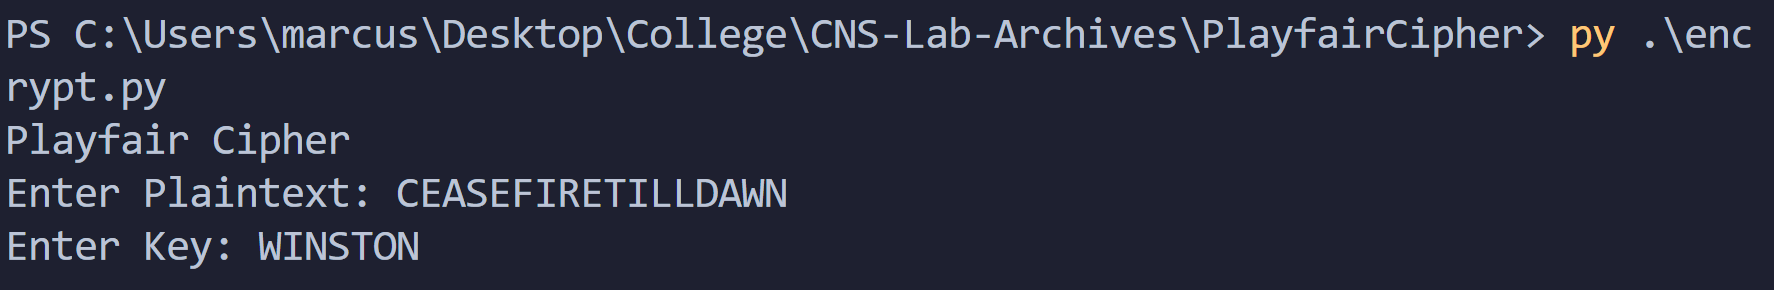 PS C:\Users\marcus\Desktop\College\CNS-Lab-Archives\PlayfairCipher> py .\enc
rypt.py
Playfair Cipher
Enter Plaintext: CEASEFIRETILLDAWN
Enter Key: WINSTON